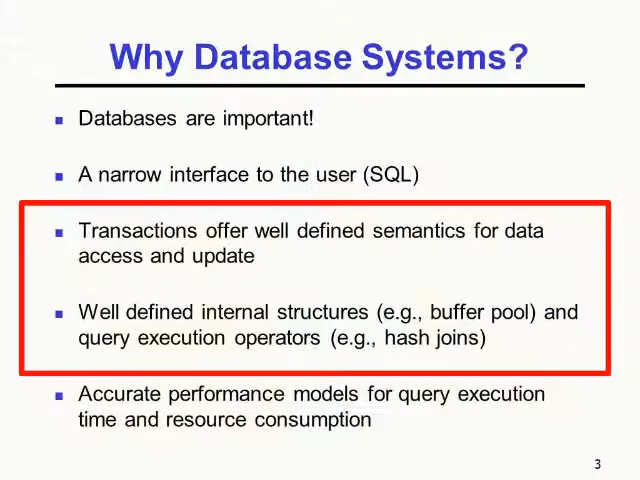 Why Database Systems?
Databases are important!
A narrow interface to the user (SQL)
Transactions offer well defined semantics for data
access and update
Well defined internal structures (e.g., buffer pool) and
query execution operators (e.g., hash joins)
Accurate performance models for query execution
time and resource consumption
3